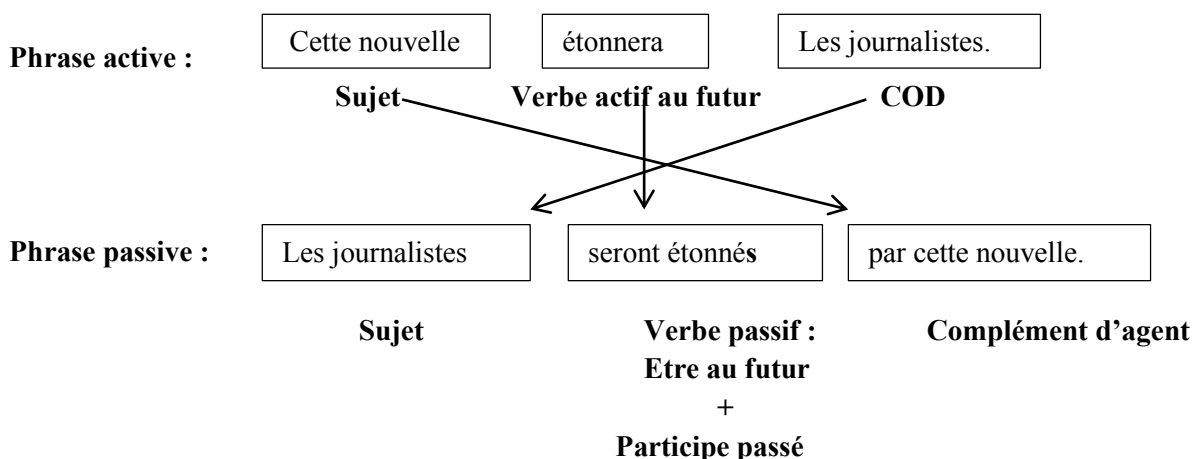 Phrase active : Cette nouvelle étonnera Les journalistes.
Sujet Verbe actif au futur COD
Phrase passive : Les journalistes seront étonnés par cette nouvelle.
Sujet Verbe passif : Complément d’agent
Etre au futur
+
Participe passé